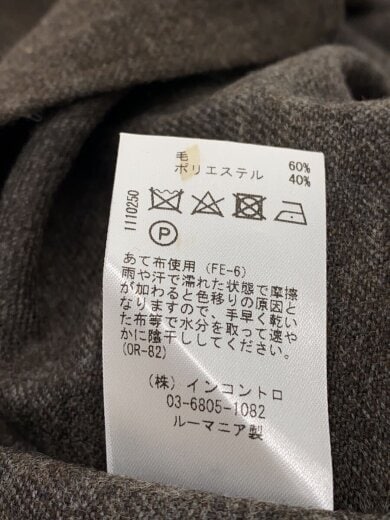 毛 60%
ポリエステル 40%
1110250
P
あて布使用 (FE-6)
雨や汗で濡れた状態で摩擦
が加わると色移りの原因と
なりますので、手早く乾い
た布等で水分を取って速や
かに陰干ししてください。
(OR-82)
(株) インコントロ
03-6805-1082
ルーマニア製